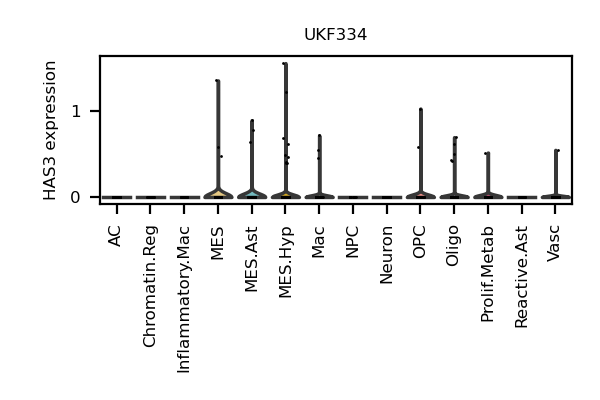 UKF334
HAS3 expression
1
0
AC
Chromatin.Reg
Inflammatory.Mac
MES
MES.Ast
MES.Hyp
Mac
NPC
Neuron
OPC
Oligo
Prolif.Metab
Reactive.Ast
Vasc